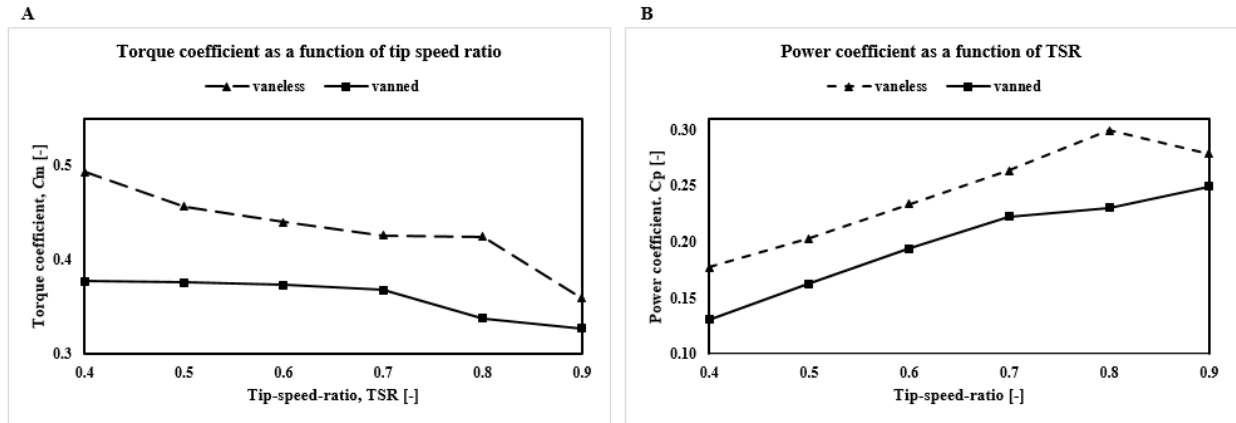 A
Torque coefficient as a function of tip speed ratio
vaneless vanned
Torque coefficient, Cm [-]
0.5
0.4
0.3
0.4 0.5 0.6 0.7 0.8 0.9
Tip-speed-ratio, TSR [-]
B
Power coefficient as a function of TSR
vaneless vanned
Power coefficient. Cp [-]
0.30
0.25
0.20
0.15
0.10
0.4 0.5 0.6 0.7 0.8 0.9
Tip-speed-ratio [-]